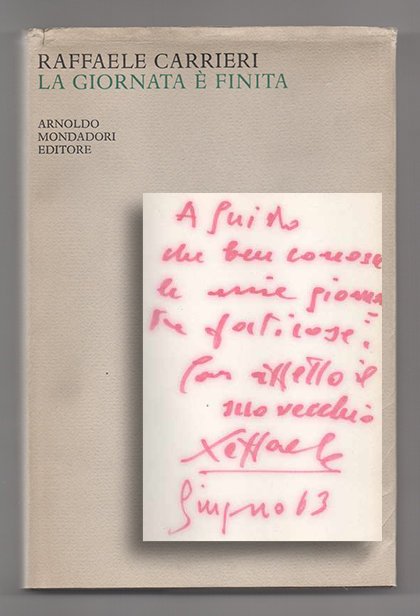 RAFFAELE CARRIERI
LA GIORNATA È FINITA
ARNOLDO
MONDADORI
EDITORE
A Guido
che ben conosce
le mie giorna
te faticose.
Con affetto il
suo vecchio
Raffaele
Giugno 63